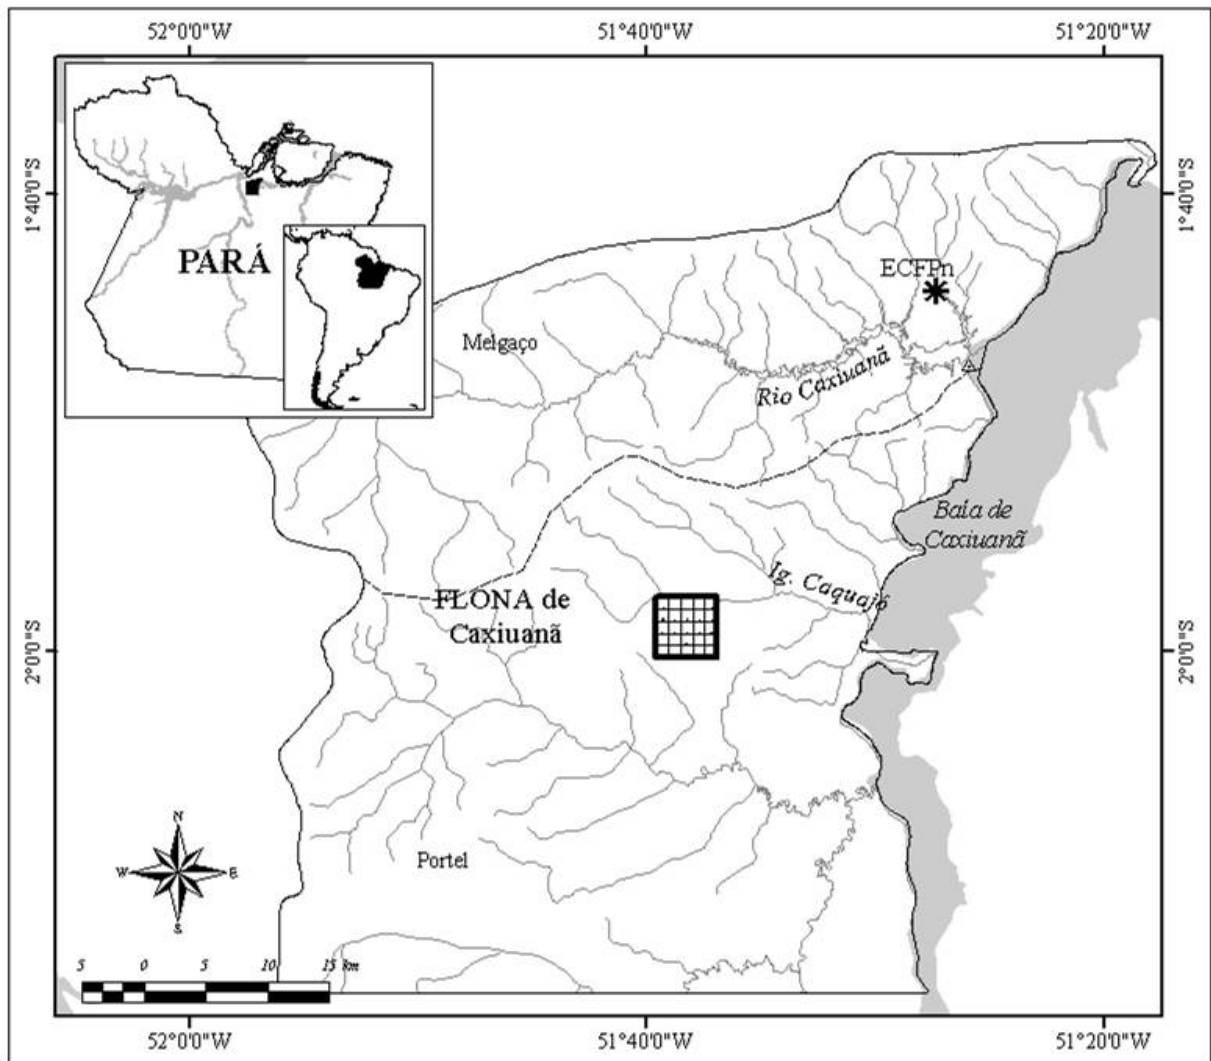 52°0'0"W 51°40'0"W 51°20'0"W
1°40'0"S 1°40'0"S
PARÁ
ECFPn
Melgaço
Rio Caxiuanã
Baía de
Caxiuanã
Ig. Caquajó
FLONA de
Caxiuanã
2°0'0"S 2°0'0"S
N
W E
S
Portel
5 0 5 10 15 km
52°0'0"W 51°40'0"W 51°20'0"W